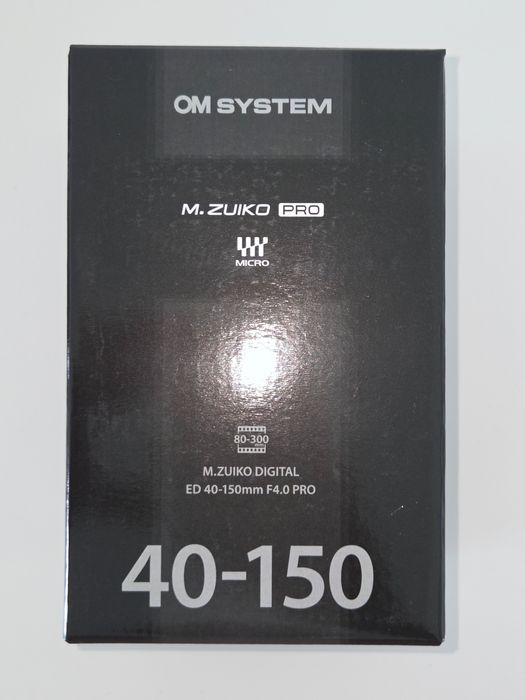 OM SYSTEM
M.ZUIKO PRO
MICRO
80-300
M.ZUIKO DIGITAL
ED 40-150mm F4.0 PRO
40-150